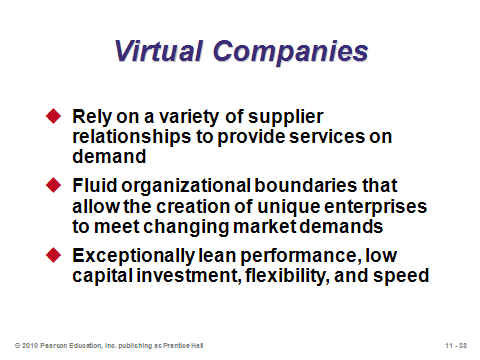 Virtual Companies
Rely on a variety of supplier
relationships to provide services on
demand
Fluid organizational boundaries that
allow the creation of unique enterprises
to meet changing market demands
Exceptionally lean performance, low
capital investment, flexibility, and speed
© 2010 Pearson Education, Inc. publishing as Prentice Hall
11 - 38